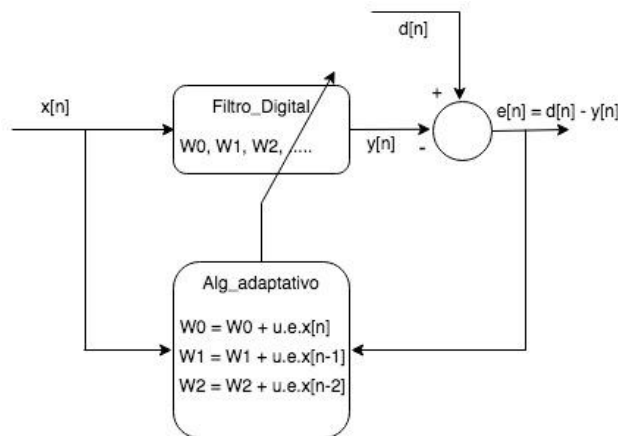 d[n]
x[n]
Filtro_Digital
W0, W1, W2, .....
y[n]
+
-
e[n] = d[n] - y[n]
Alg_adaptativo
W0 = W0 + u.e.x[n]
W1 = W1 + u.e.x[n-1]
W2 = W2 + u.e.x[n-2]